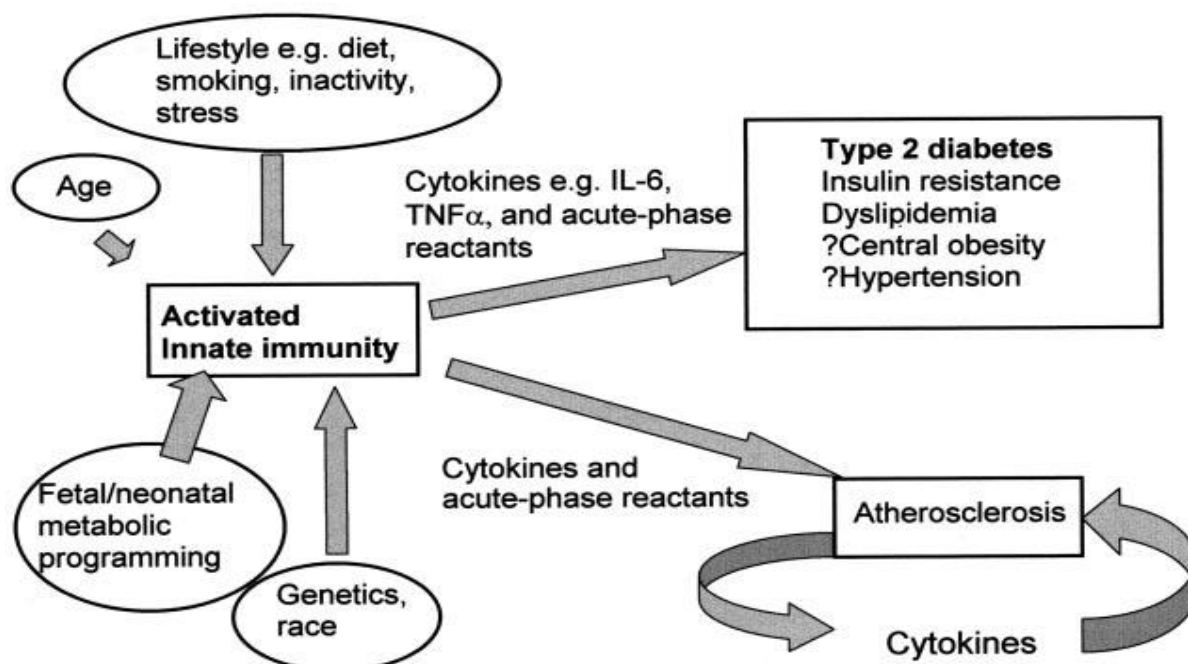 Lifestyle e.g. diet,
smoking, inactivity,
stress
Age
Cytokines e.g. IL-6,
TNFα, and acute-phase
reactants
Type 2 diabetes
Insulin resistance
Dyslipidemia
?Central obesity
?Hypertension
Activated
Innate immunity
Fetal/neonatal
metabolic
programming
Genetics,
race
Cytokines and
acute-phase reactants
Atherosclerosis
Cytokines